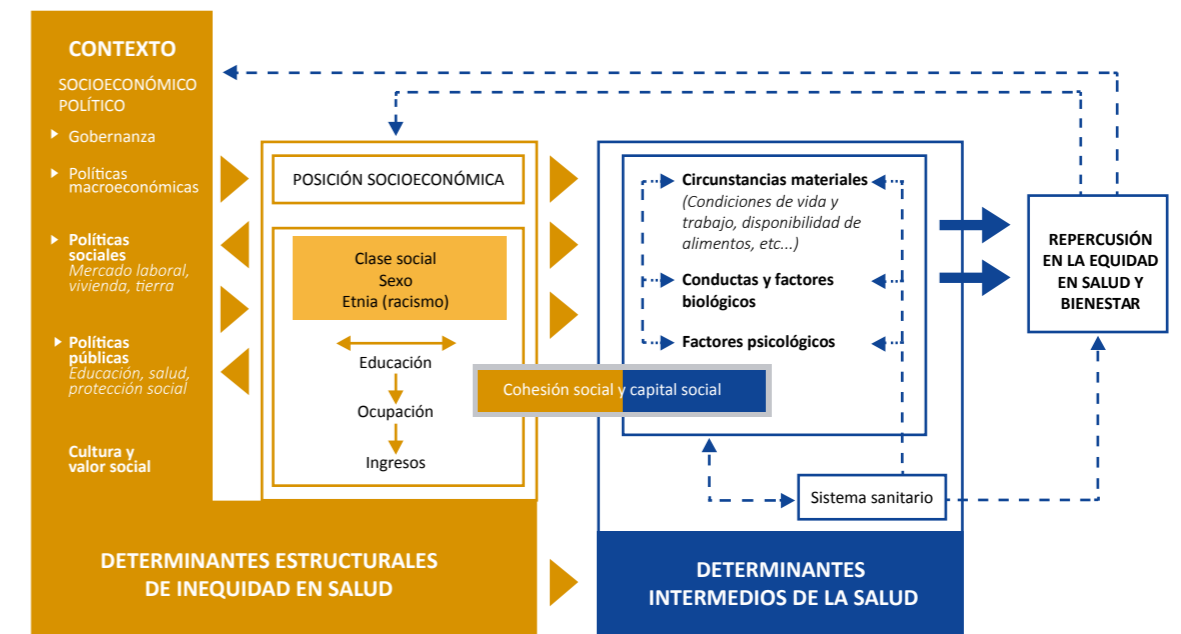 CONTEXTO
SOCIOECONÓMICO
POLÍTICO
Gobernanza
Políticas
macroeconómicas
Políticas
sociales
Mercado laboral,
vivienda, tierra
Políticas
públicas
Educación, salud,
protección social
Cultura y
valor social
POSICIÓN SOCIOECONÓMICA
Clase social
Sexo
Etnia (racismo)
Educación
Ocupación
Ingresos
Cohesión social y capital social
Circunstancias materiales
(Condiciones de vida y
trabajo, disponibilidad de
alimentos, etc...)
Conductas y factores
biológicos
Factores psicológicos
Sistema sanitario
REPERCUSIÓN
EN LA EQUIDAD
EN SALUD Y
BIENESTAR
DETERMINANTES ESTRUCTURALES
DE INEQUIDAD EN SALUD
DETERMINANTES
INTERMEDIOS DE LA SALUD